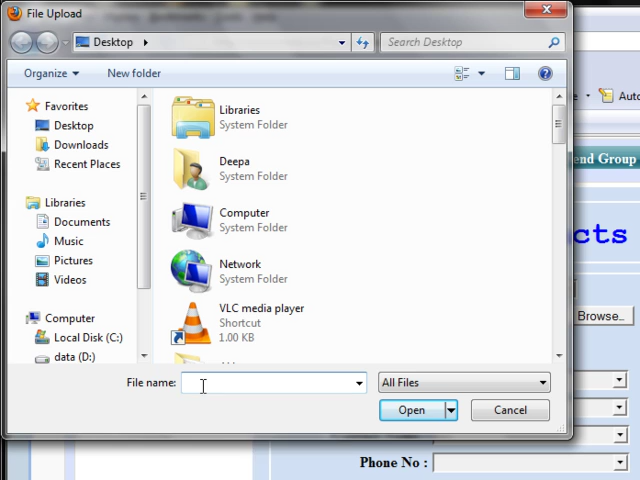 File Upload
Desktop
Search Desktop
Organize
New folder
Favorites
Desktop
Downloads
Recent Places
Libraries
Documents
Music
Pictures
Videos
Computer
Local Disk (C:)
data (D:)
Libraries
System Folder
Deepa
System Folder
Computer
System Folder
Network
System Folder
VLC media player
Shortcut
1.00 KB
File name:
All Files
Open
Cancel
Auto
end Group
cts
Browse...
Phone No :